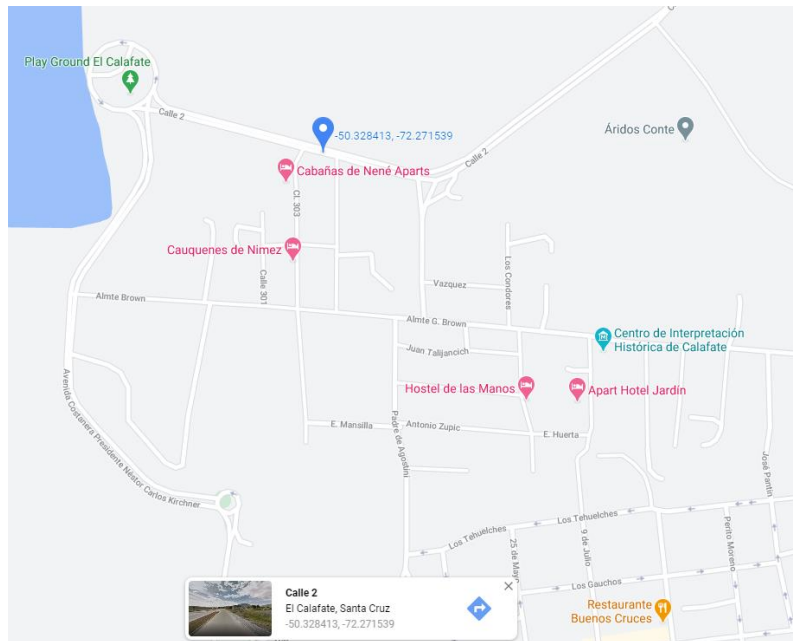 Play Ground El Calafate
Calle 2
-50.328413, -72.271539
Áridos Conte
Calle 2
Cabañas de Nené Aparts
Cl. 303
Cauquenes de Nimez
Calle 301
Los Condores
Vazquez
Almte Brown
Almte G. Brown
Centro de Interpretación
Histórica de Calafate
Juan Talijancich
Hostel de las Manos
Apart Hotel Jardín
Avenida Costanera Presidente Néstor Carlos Kirchner
E. Mansilla
Padre de Agostini
Antonio Zupic
E. Huerta
José Pantín
Los Tehuelches
Los Tehuelches
25 de Mayo
9 de Julio
Perito Moreno
Los Gauchos
Calle 2
El Calafate, Santa Cruz
-50.328413, -72.271539
Restaurante
Buenos Cruces